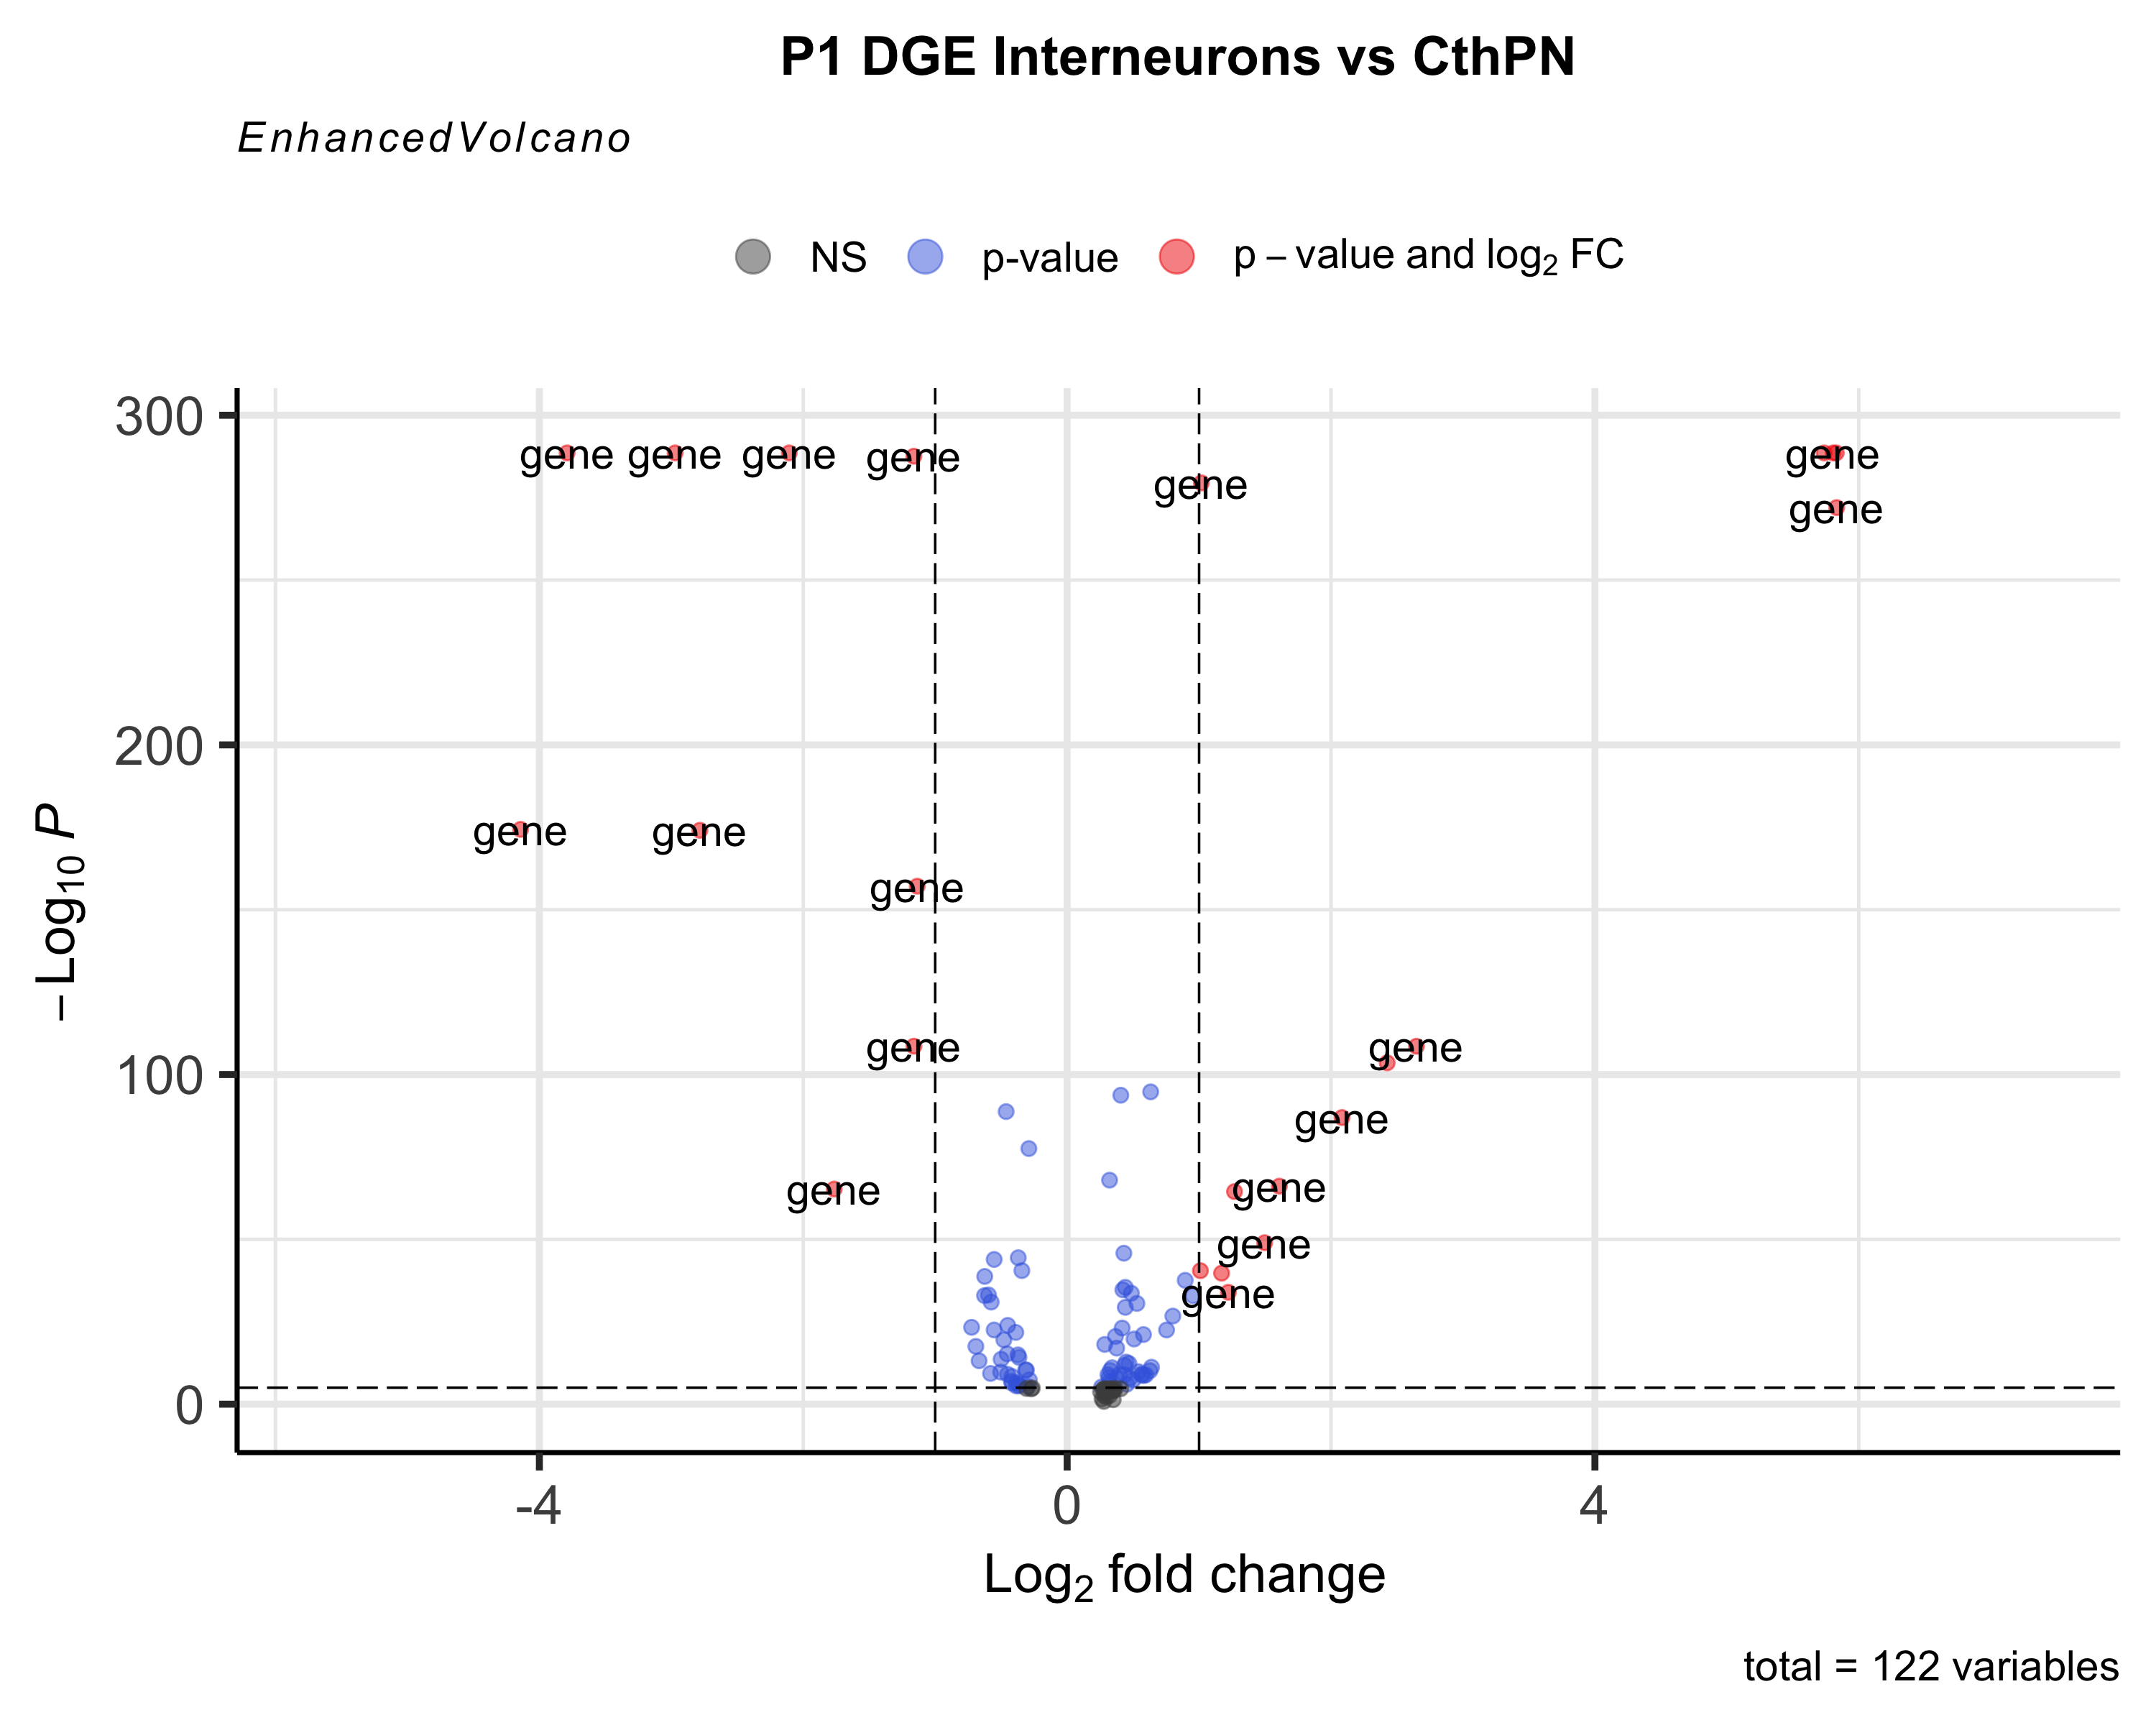 P1 DGE Interneurons vs CthPN
EnhancedVolcano
NS p-value p – value and log₂ FC
300
gene gene gene gene gene
gene
gene
200
gene gene
gene
– Log₁₀ P
gene gene
100
gene
gene gene
gene
gene
0
-4 0 4
Log₂ fold change
total = 122 variables